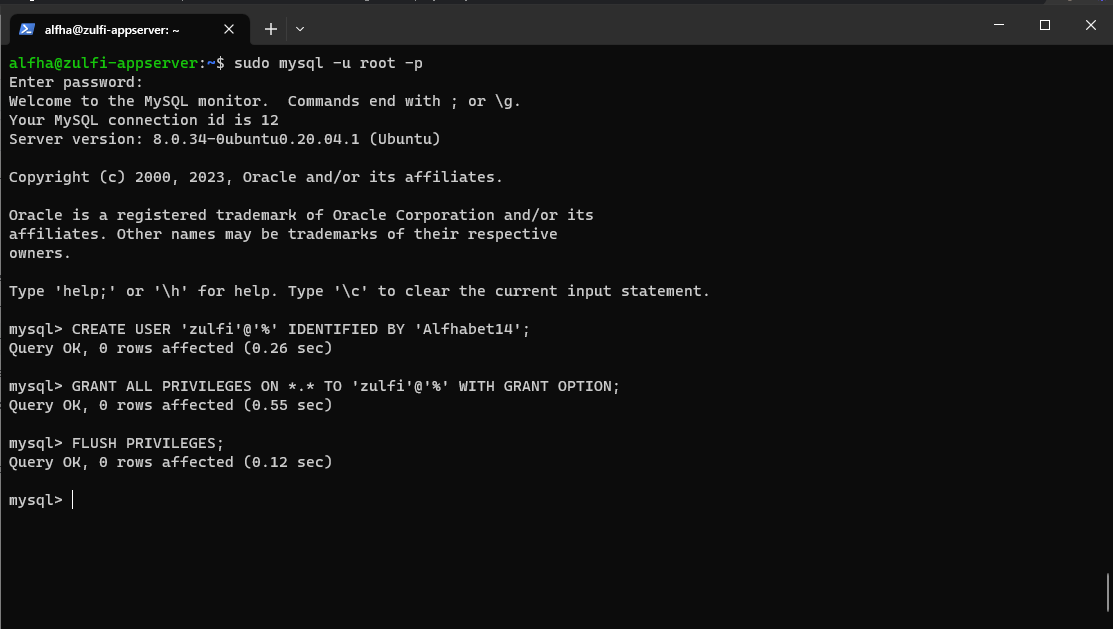 alfha@zulfi-appserver: ~
alfha@zulfi-appserver:~$ sudo mysql -u root -p
Enter password:
Welcome to the MySQL monitor.  Commands end with ; or \g.
Your MySQL connection id is 12
Server version: 8.0.34-0ubuntu0.20.04.1 (Ubuntu)

Copyright (c) 2000, 2023, Oracle and/or its affiliates.

Oracle is a registered trademark of Oracle Corporation and/or its
affiliates. Other names may be trademarks of their respective
owners.

Type 'help;' or '\h' for help. Type '\c' to clear the current input statement.

mysql> CREATE USER 'zulfi'@'%' IDENTIFIED BY 'Alfhabet14';
Query OK, 0 rows affected (0.26 sec)

mysql> GRANT ALL PRIVILEGES ON *.* TO 'zulfi'@'%' WITH GRANT OPTION;
Query OK, 0 rows affected (0.55 sec)

mysql> FLUSH PRIVILEGES;
Query OK, 0 rows affected (0.12 sec)

mysql>